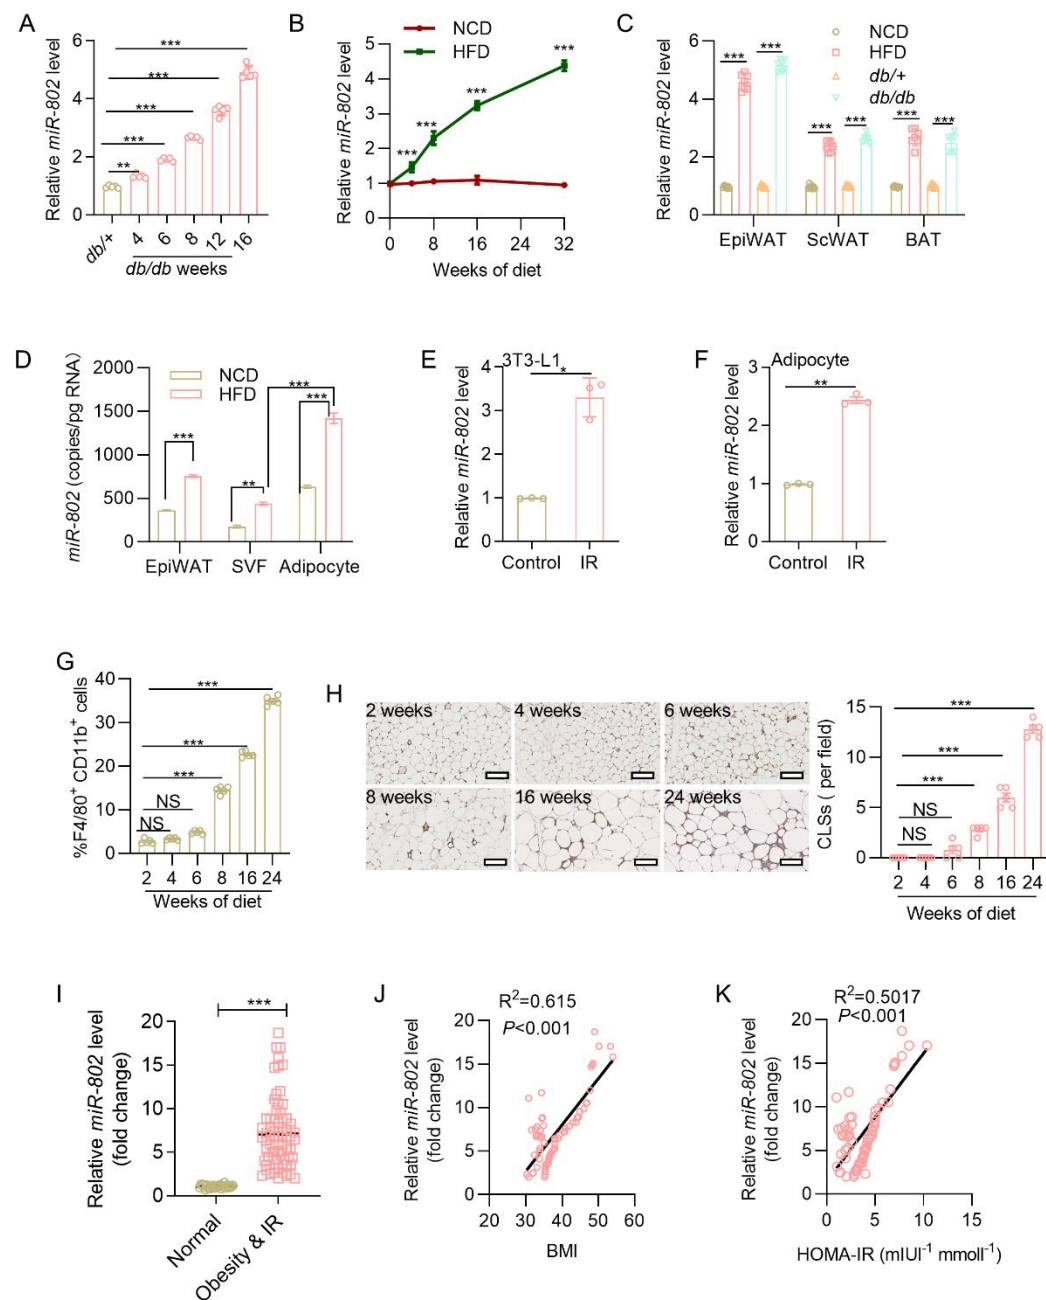 A
Relative miR-802 level
6
4
2
0
***
***
***
***
**
db/+
4
6
8
12
16
db/db weeks
B
NCD
HFD
Relative miR-802 level
5
4
3
2
1
0
***
***
***
***
0
8
16
24
32
Weeks of diet
C
NCD
HFD
db/+
db/db
Relative miR-802 level
6
4
2
0
***
***
***
***
***
***
EpiWAT
ScWAT
BAT
D
miR-802 (copies/pg RNA)
2000
1500
1000
500
0
NCD
HFD
***
**
***
***
EpiWAT
SVF
Adipocyte
E
3T3-L1
Relative miR-802 level
4
3
2
1
0
*
Control
IR
F
Adipocyte
Relative miR-802 level
3
2
1
0
**
Control
IR
G
%F4/80+ CD11b+ cells
40
30
20
10
0
***
***
***
NS
NS
2
4
6
8
16
24
Weeks of diet
H
2 weeks
4 weeks
6 weeks
8 weeks
16 weeks
24 weeks
CLSs ( per field)
15
10
5
0
***
***
***
NS
NS
2
4
6
8
16
24
Weeks of diet
I
Relative miR-802 level
(fold change)
20
15
10
5
0
***
Normal
Obesity & IR
J
R²=0.615
P<0.001
Relative miR-802 level
(fold change)
20
15
10
5
0
20
30
40
50
60
BMI
K
R²=0.5017
P<0.001
Relative miR-802 level
(fold change)
20
15
10
5
0
0
5
10
15
HOMA-IR (mIUl⁻¹ mmoll⁻¹)